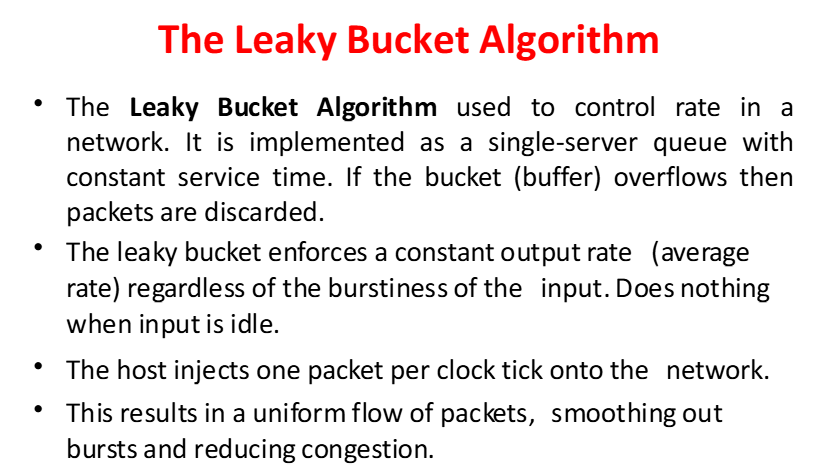 The Leaky Bucket Algorithm
• The Leaky Bucket Algorithm used to control rate in a
network. It is implemented as a single-server queue with
constant service time. If the bucket (buffer) overflows then
packets are discarded.
• The leaky bucket enforces a constant output rate (average
rate) regardless of the burstiness of the input. Does nothing
when input is idle.
• The host injects one packet per clock tick onto the network.
• This results in a uniform flow of packets, smoothing out
bursts and reducing congestion.